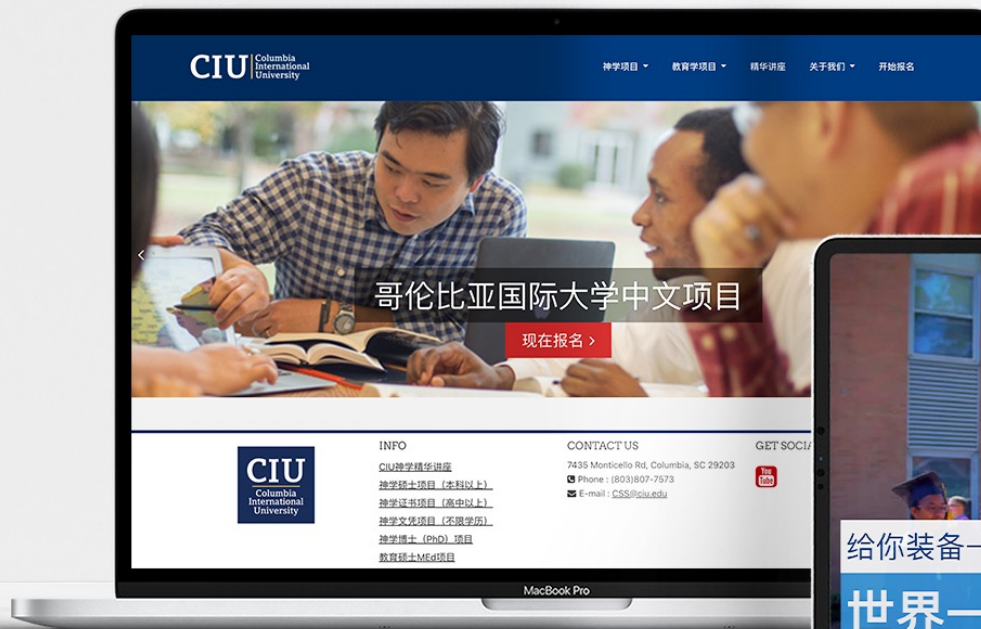 CIU
Columbia
International
University
神学项目
教育学项目
精华讲座
关于我们
开始报名
哥伦比亚国际大学中文项目
现在报名 >
CIU
Columbia
International
University
INFO
CIU神学精华讲座
神学硕士项目（本科以上）
神学证书项目（高中以上）
神学文凭项目（不限学历）
神学博士（PhD）项目
教育硕士MEd项目
CONTACT US
7435 Monticello Rd, Columbia, SC 29203
Phone : (803)807-7573
E-mail : CSS@ciu.edu
GET SOCIA
You
Tube
MacBook Pro
给你装备一
世界一